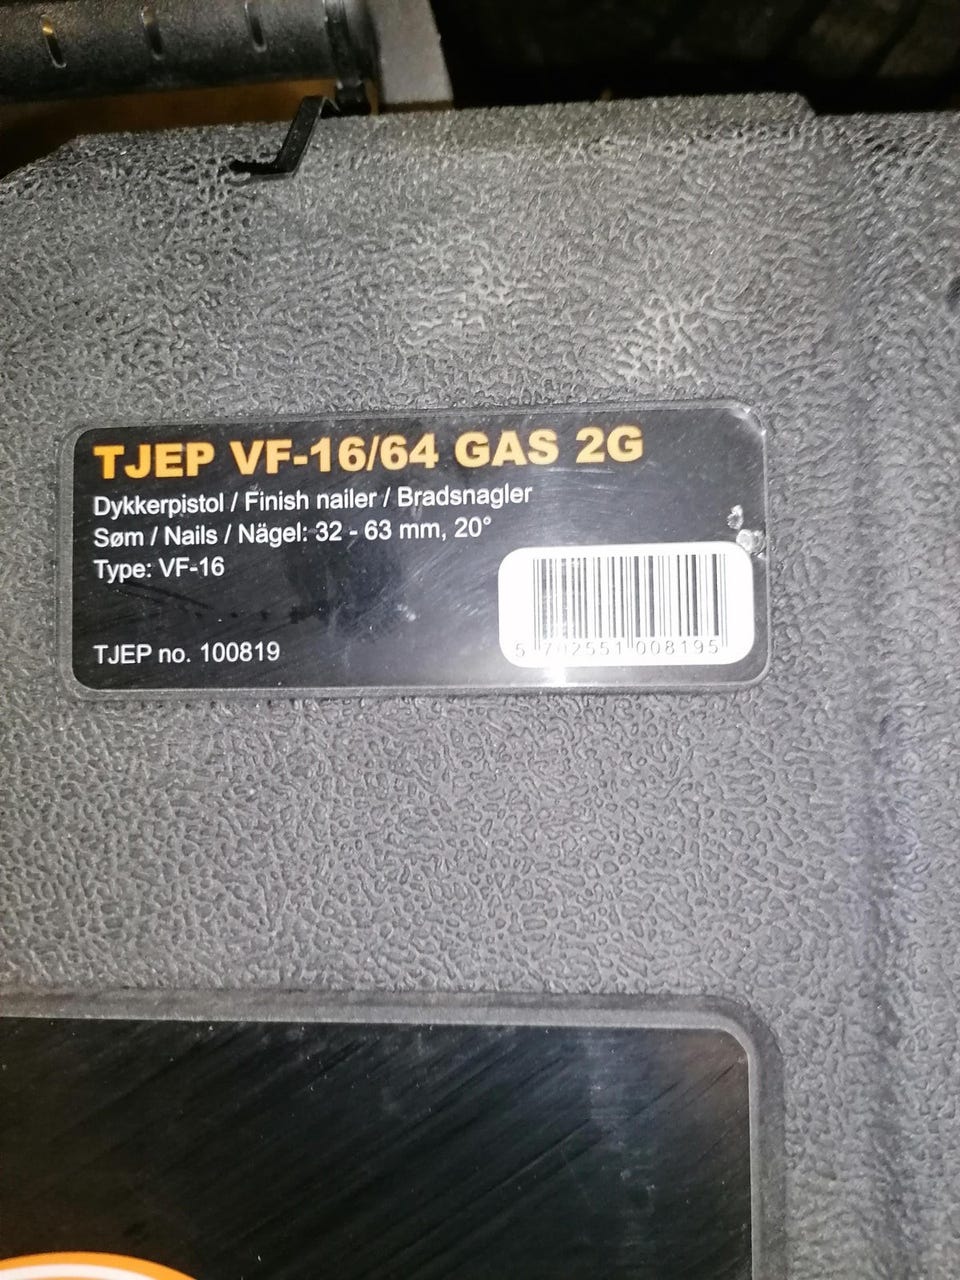 TJEP VF-16/64 GAS 2G
Dykkerpistol / Finish nailer / Bradsnagler
Søm / Nails / Nägel: 32 - 63 mm, 20°
Type: VF-16
TJEP no. 100819
5 702551 008195